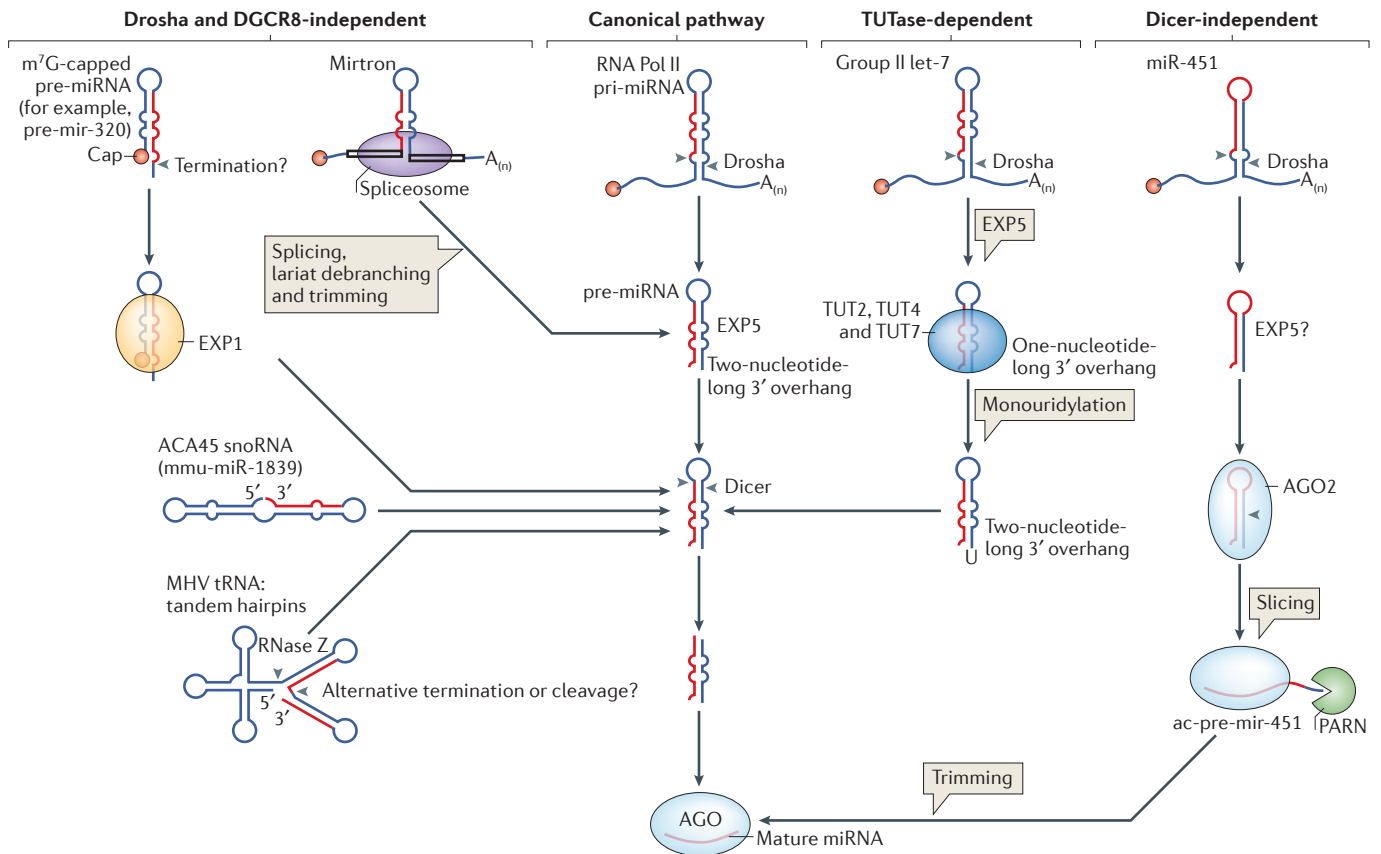 Drosha and DGCR8-independent
Canonical pathway
TUTase-dependent
Dicer-independent
m⁷G-capped
pre-miRNA
(for example,
pre-mir-320)
Cap
Termination?
Mirtron
A(n)
Spliceosome
RNA Pol II
pri-miRNA
Drosha
A(n)
Group II let-7
Drosha
A(n)
miR-451
Drosha
A(n)
Splicing,
lariat debranching
and trimming
EXP5
EXP1
pre-miRNA
EXP5
Two-nucleotide-
long 3′ overhang
TUT2, TUT4
and TUT7
One-nucleotide-
long 3′ overhang
EXP5?
Monouridylation
ACA45 snoRNA
(mmu-miR-1839)
5′ 3′
Dicer
Two-nucleotide-
long 3′ overhang
U
AGO2
MHV tRNA:
tandem hairpins
RNase Z
5′
3′
Alternative termination or cleavage?
Slicing
ac-pre-mir-451
PARN
Trimming
AGO
Mature miRNA